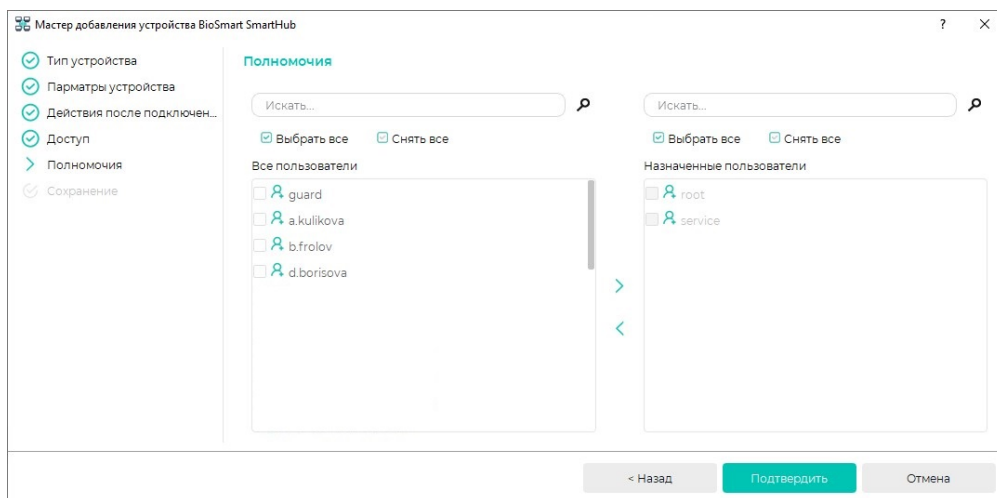 Мастер добавления устройства BioSmart SmartHub ? ×
Тип устройства
Парматры устройства
Действия после подключен...
Доступ
Полномочия
Сохранение
Полномочия
Искать...
Выбрать все Снять все
Все пользователи
guard
a.kulikova
b.frolov
d.borisova
>
<
Искать...
Выбрать все Снять все
Назначенные пользователи
root
service
< Назад Подтвердить Отмена